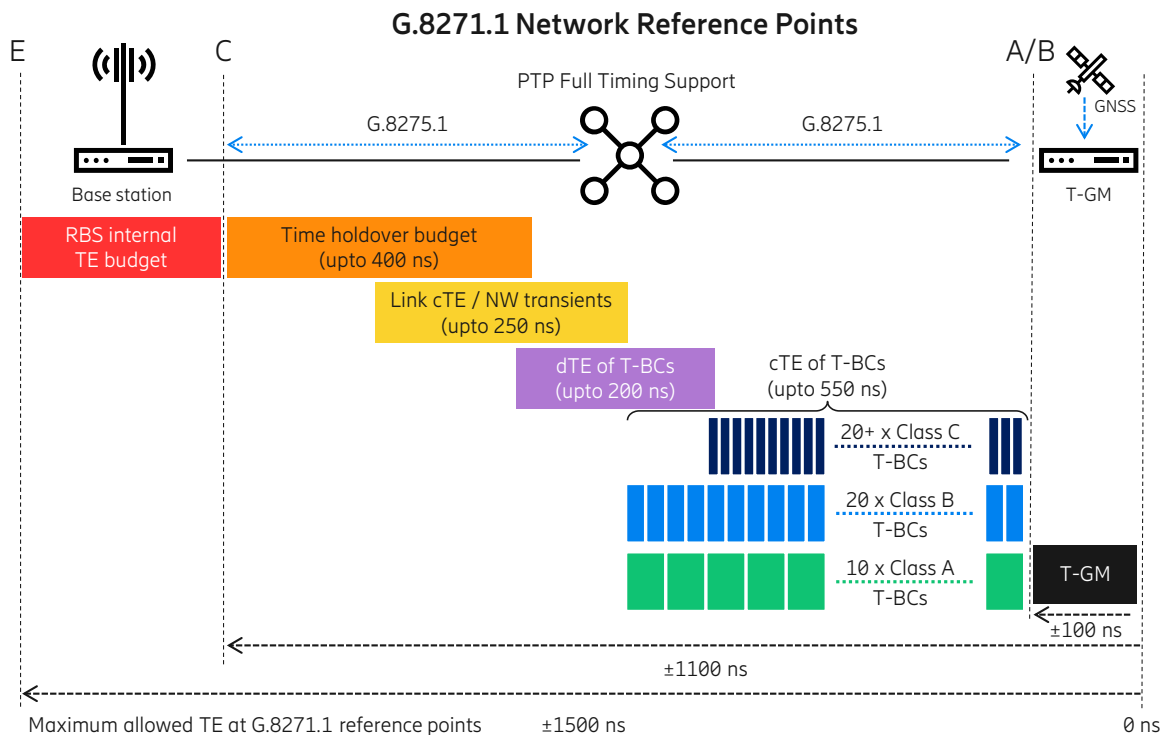 G.8271.1 Network Reference Points
E
C
A/B
PTP Full Timing Support
GNSS
G.8275.1
G.8275.1
Base station
T-GM
RBS internal
TE budget
Time holdover budget
(upto 400 ns)
Link cTE / NW transients
(upto 250 ns)
dTE of T-BCs
(upto 200 ns)
cTE of T-BCs
(upto 550 ns)
20+ x Class C
T-BCs
20 x Class B
T-BCs
10 x Class A
T-BCs
T-GM
±100 ns
±1100 ns
Maximum allowed TE at G.8271.1 reference points
±1500 ns
0 ns